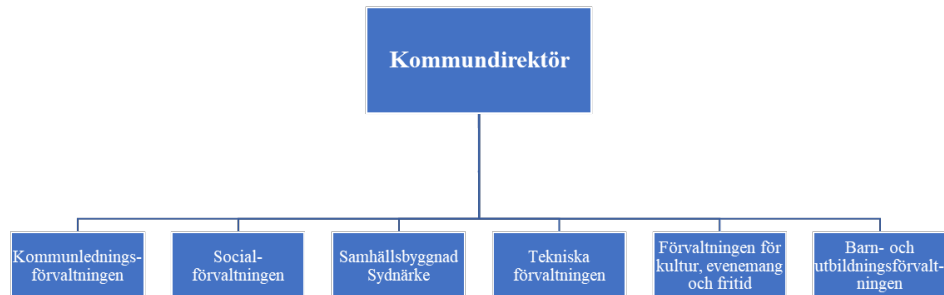 Kommundirektör
Kommunlednings-
förvaltningen
Social-
förvaltningen
Samhällsbyggnad
Sydnärke
Tekniska
förvaltningen
Förvaltningen för
kultur, evenemang
och fritid
Barn- och
utbildningsförvalt-
ningen